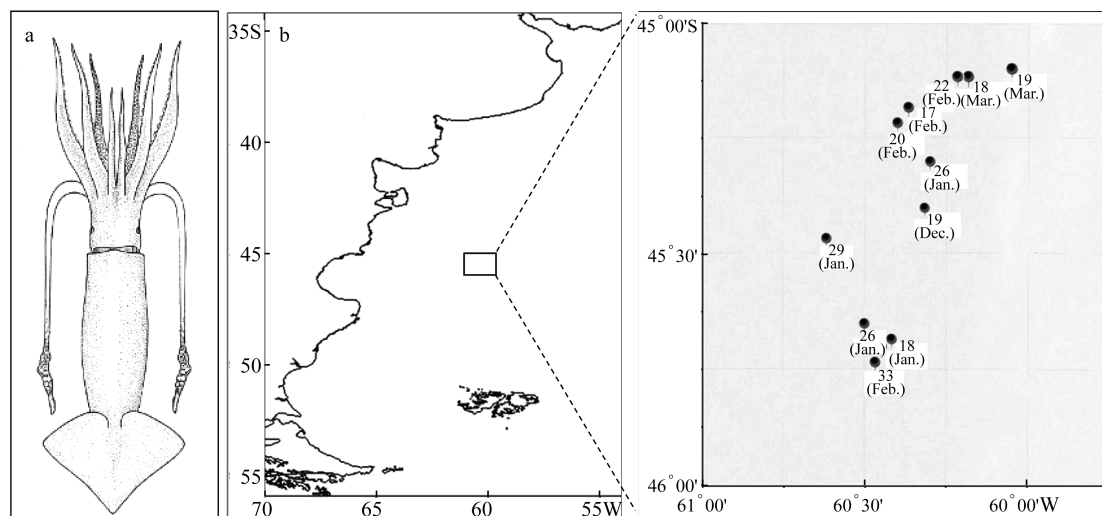 a
b
35S
40
45
50
55
70
65
60
55W
45°00'S
45°30'
46°00'
61°00'
60°30'
60°00'W
22
(Feb.)
18
(Mar.)
19
(Mar.)
17
(Feb.)
20
(Feb.)
26
(Jan.)
19
(Dec.)
29
(Jan.)
26
(Jan.)
18
(Jan.)
33
(Feb.)